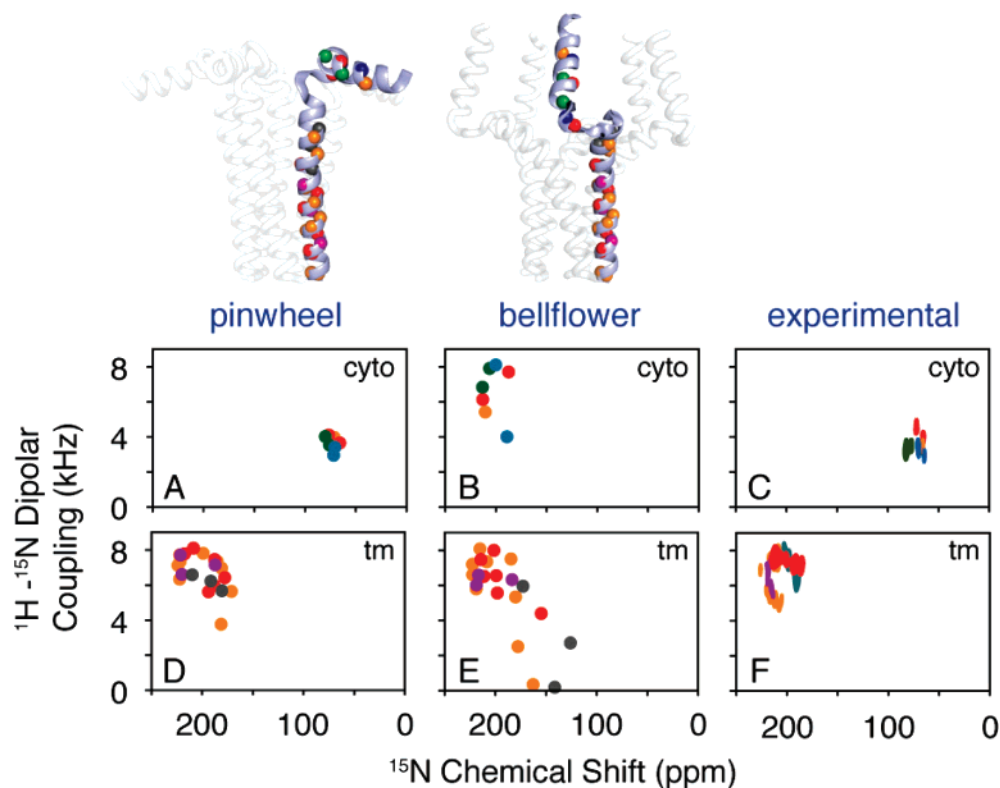 pinwheel bellflower experimental
8 cyto cyto cyto
4
0 A B C
8 tm tm tm
4
0 D E F
¹H -¹⁵N Dipolar
Coupling (kHz)
200 100 0 200 100 0 200 100 0
¹⁵N Chemical Shift (ppm)